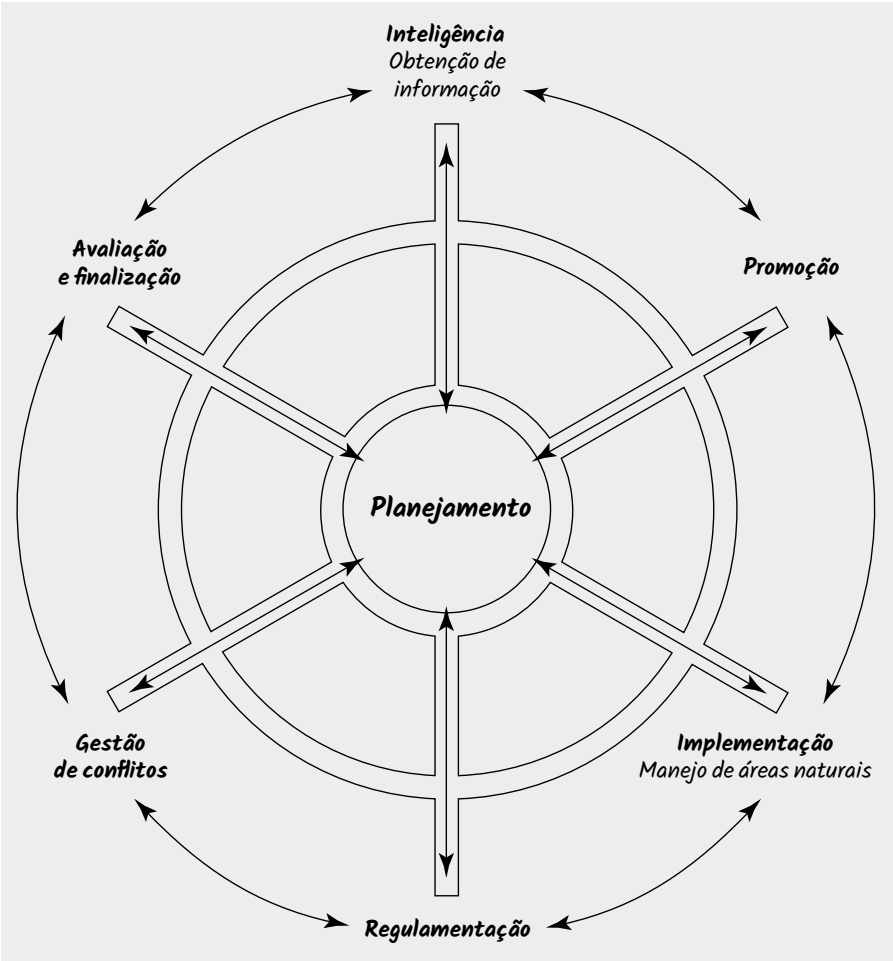 Inteligência
Obtenção de
informação
Avaliação
e finalização
Promoção
Planejamento
Gestão
de conflitos
Implementação
Manejo de áreas naturais
Regulamentação